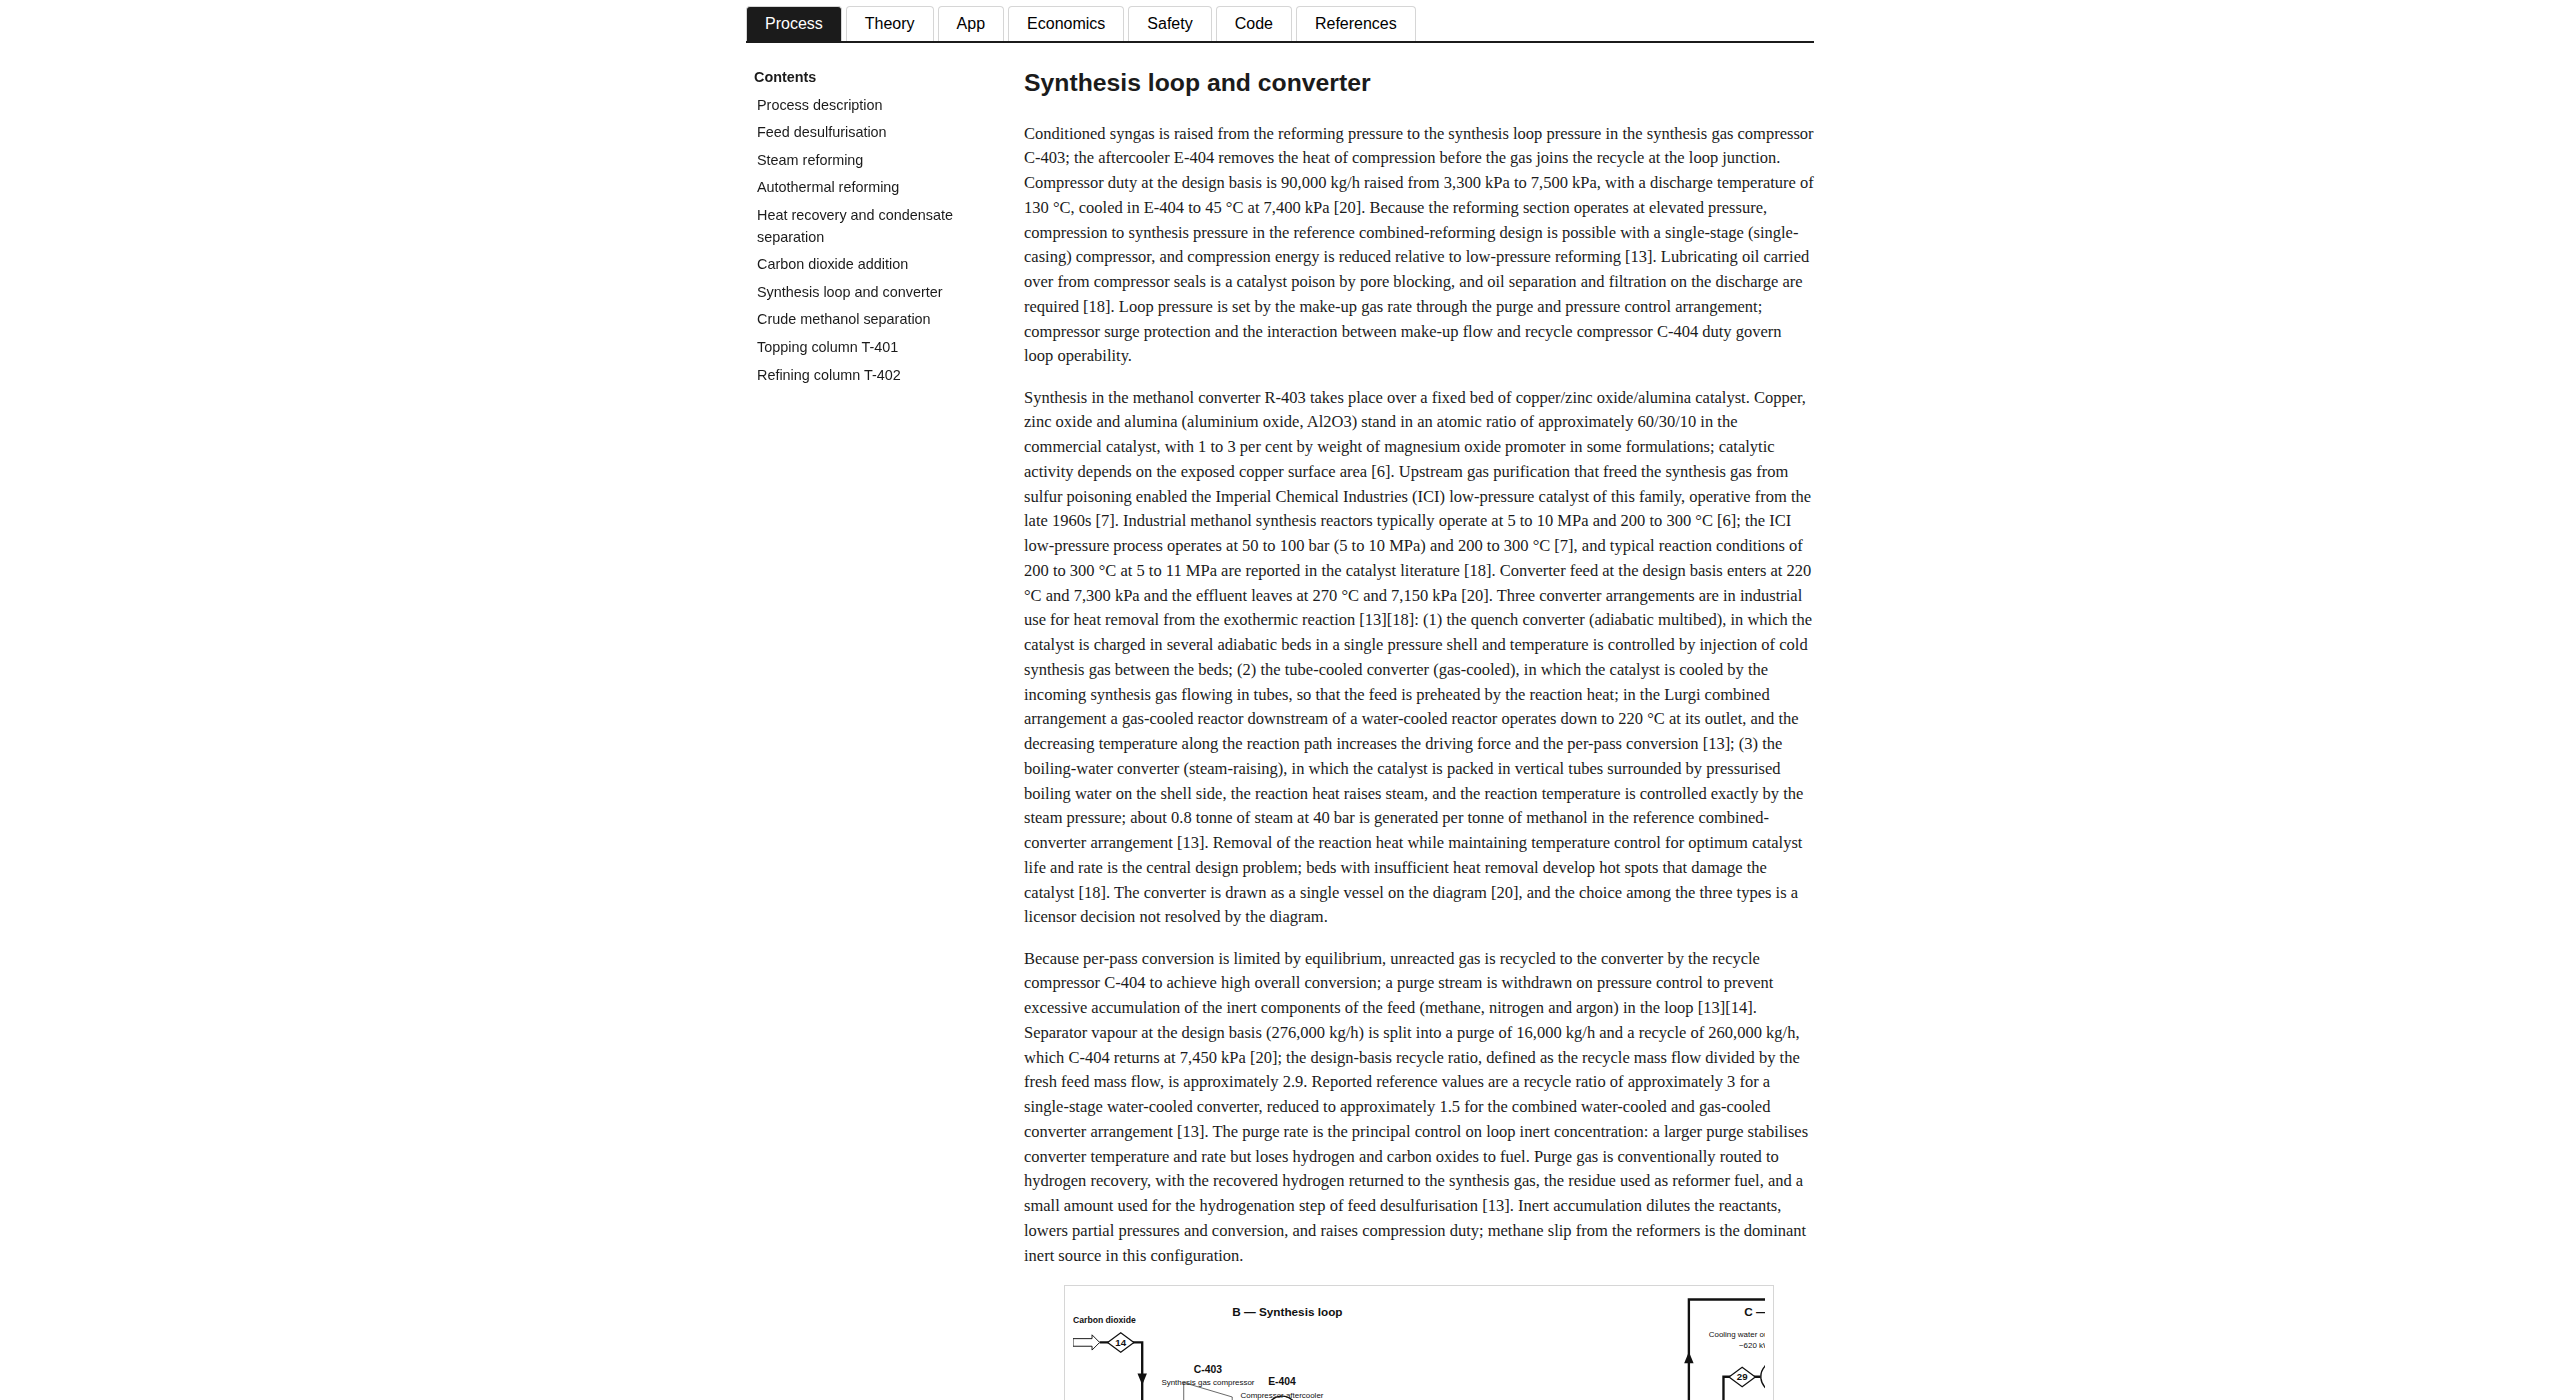 Process
Theory
App
Economics
Safety
Code
References
Contents
Process description
Feed desulfurisation
Steam reforming
Autothermal reforming
Heat recovery and condensate
separation
Carbon dioxide addition
Synthesis loop and converter
Crude methanol separation
Topping column T-401
Refining column T-402
Synthesis loop and converter
Conditioned syngas is raised from the reforming pressure to the synthesis loop pressure in the synthesis gas compressor
C-403; the aftercooler E-404 removes the heat of compression before the gas joins the recycle at the loop junction.
Compressor duty at the design basis is 90,000 kg/h raised from 3,300 kPa to 7,500 kPa, with a discharge temperature of
130 °C, cooled in E-404 to 45 °C at 7,400 kPa [20]. Because the reforming section operates at elevated pressure,
compression to synthesis pressure in the reference combined-reforming design is possible with a single-stage (single-
casing) compressor, and compression energy is reduced relative to low-pressure reforming [13]. Lubricating oil carried
over from compressor seals is a catalyst poison by pore blocking, and oil separation and filtration on the discharge are
required [18]. Loop pressure is set by the make-up gas rate through the purge and pressure control arrangement;
compressor surge protection and the interaction between make-up flow and recycle compressor C-404 duty govern
loop operability.
Synthesis in the methanol converter R-403 takes place over a fixed bed of copper/zinc oxide/alumina catalyst. Copper,
zinc oxide and alumina (aluminium oxide, Al2O3) stand in an atomic ratio of approximately 60/30/10 in the
commercial catalyst, with 1 to 3 per cent by weight of magnesium oxide promoter in some formulations; catalytic
activity depends on the exposed copper surface area [6]. Upstream gas purification that freed the synthesis gas from
sulfur poisoning enabled the Imperial Chemical Industries (ICI) low-pressure catalyst of this family, operative from the
late 1960s [7]. Industrial methanol synthesis reactors typically operate at 5 to 10 MPa and 200 to 300 °C [6]; the ICI
low-pressure process operates at 50 to 100 bar (5 to 10 MPa) and 200 to 300 °C [7], and typical reaction conditions of
200 to 300 °C at 5 to 11 MPa are reported in the catalyst literature [18]. Converter feed at the design basis enters at 220
°C and 7,300 kPa and the effluent leaves at 270 °C and 7,150 kPa [20]. Three converter arrangements are in industrial
use for heat removal from the exothermic reaction [13][18]: (1) the quench converter (adiabatic multibed), in which the
catalyst is charged in several adiabatic beds in a single pressure shell and temperature is controlled by injection of cold
synthesis gas between the beds; (2) the tube-cooled converter (gas-cooled), in which the catalyst is cooled by the
incoming synthesis gas flowing in tubes, so that the feed is preheated by the reaction heat; in the Lurgi combined
arrangement a gas-cooled reactor downstream of a water-cooled reactor operates down to 220 °C at its outlet, and the
decreasing temperature along the reaction path increases the driving force and the per-pass conversion [13]; (3) the
boiling-water converter (steam-raising), in which the catalyst is packed in vertical tubes surrounded by pressurised
boiling water on the shell side, the reaction heat raises steam, and the reaction temperature is controlled exactly by the
steam pressure; about 0.8 tonne of steam at 40 bar is generated per tonne of methanol in the reference combined-
converter arrangement [13]. Removal of the reaction heat while maintaining temperature control for optimum catalyst
life and rate is the central design problem; beds with insufficient heat removal develop hot spots that damage the
catalyst [18]. The converter is drawn as a single vessel on the diagram [20], and the choice among the three types is a
licensor decision not resolved by the diagram.
Because per-pass conversion is limited by equilibrium, unreacted gas is recycled to the converter by the recycle
compressor C-404 to achieve high overall conversion; a purge stream is withdrawn on pressure control to prevent
excessive accumulation of the inert components of the feed (methane, nitrogen and argon) in the loop [13][14].
Separator vapour at the design basis (276,000 kg/h) is split into a purge of 16,000 kg/h and a recycle of 260,000 kg/h,
which C-404 returns at 7,450 kPa [20]; the design-basis recycle ratio, defined as the recycle mass flow divided by the
fresh feed mass flow, is approximately 2.9. Reported reference values are a recycle ratio of approximately 3 for a
single-stage water-cooled converter, reduced to approximately 1.5 for the combined water-cooled and gas-cooled
converter arrangement [13]. The purge rate is the principal control on loop inert concentration: a larger purge stabilises
converter temperature and rate but loses hydrogen and carbon oxides to fuel. Purge gas is conventionally routed to
hydrogen recovery, with the recovered hydrogen returned to the synthesis gas, the residue used as reformer fuel, and a
small amount used for the hydrogenation step of feed desulfurisation [13]. Inert accumulation dilutes the reactants,
lowers partial pressures and conversion, and raises compression duty; methane slip from the reformers is the dominant
inert source in this configuration.
B — Synthesis loop
C —
Carbon dioxide
14
Cooling water
~620
C-403
Synthesis gas compressor
E-404
Compressor aftercooler
29